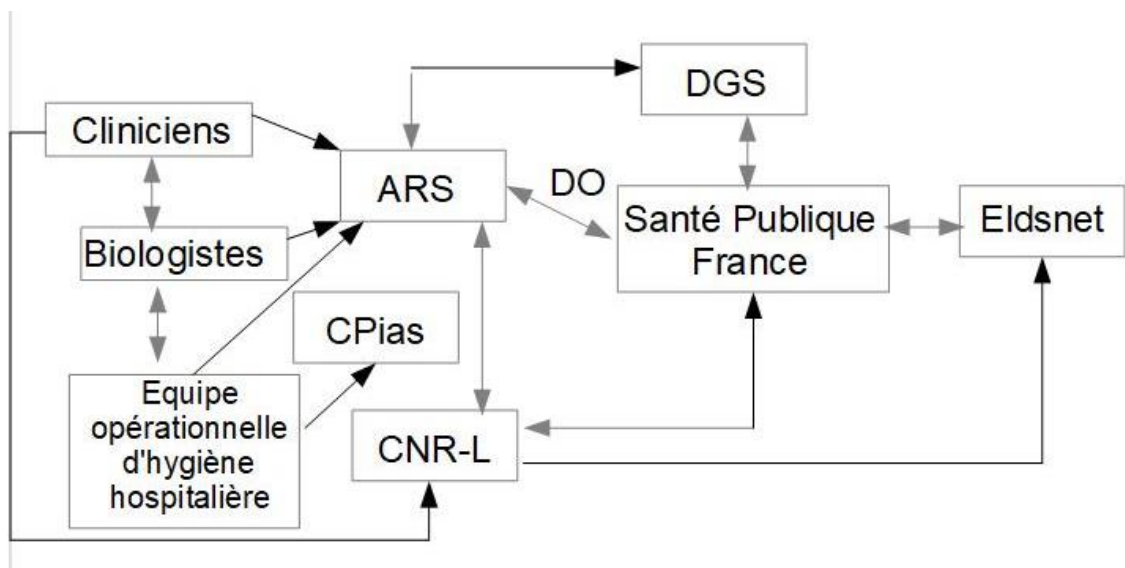 DGS
Cliniciens
ARS
DO
Santé Publique
France
Eldsnet
Biologistes
CPias
Equipe
opérationnelle
d'hygiène
hospitalière
CNR-L